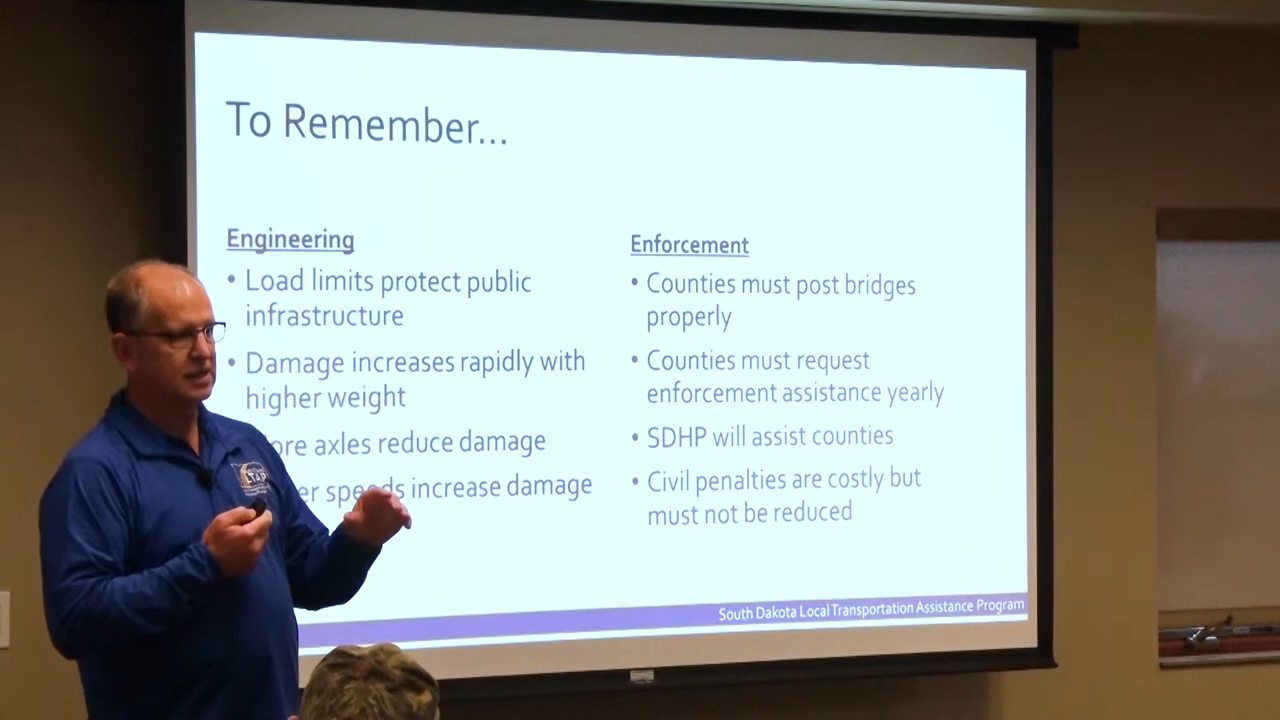 To Remember...
Engineering
• Load limits protect public
infrastructure
• Damage increases rapidly with
higher weight
axles reduce damage
speeds increase damage
Enforcement
• Counties must post bridges
properly
• Counties must request
enforcement assistance yearly
• SDHP will assist counties
• Civil penalties are costly but
must not be reduced
South Dakota Local Transportation Assistance Program
LTAP